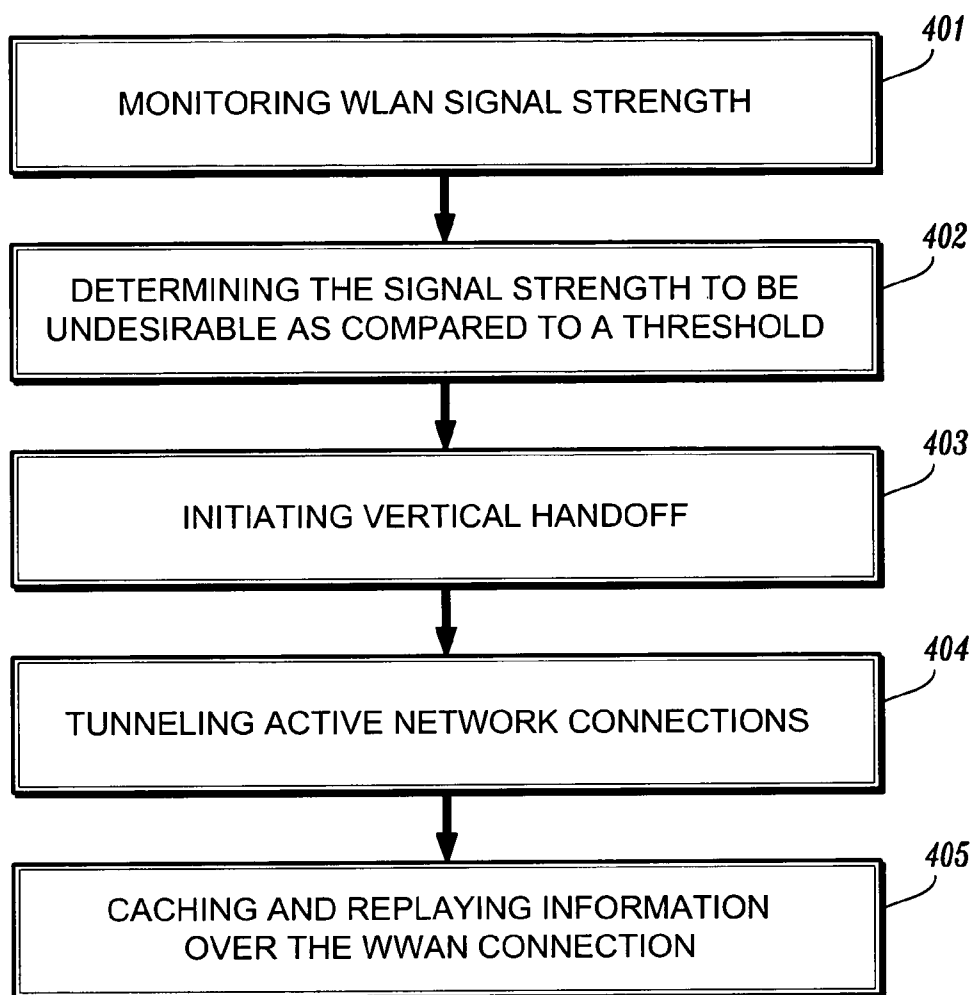 401
MONITORING WLAN SIGNAL STRENGTH
402
DETERMINING THE SIGNAL STRENGTH TO BE
UNDESIRABLE AS COMPARED TO A THRESHOLD
403
INITIATING VERTICAL HANDOFF
404
TUNNELING ACTIVE NETWORK CONNECTIONS
405
CACHING AND REPLAYING INFORMATION
OVER THE WWAN CONNECTION